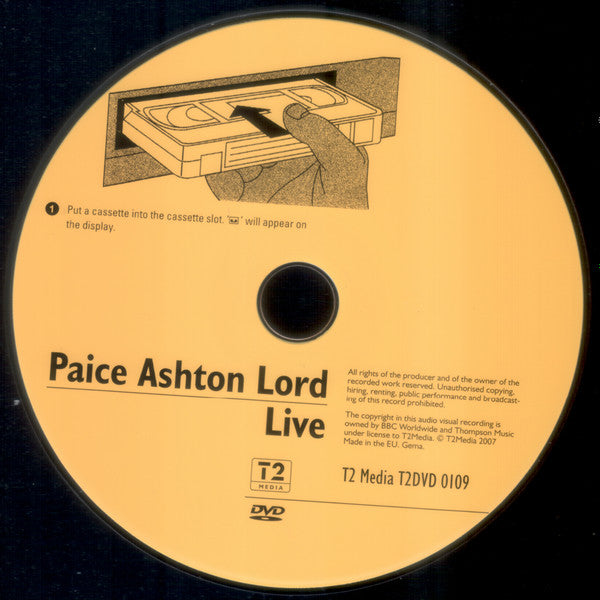 1 Put a cassette into the cassette slot. '📼' will appear on
the display.
Paice Ashton Lord
Live
All rights of the producer and of the owner of the
recorded work reserved. Unauthorised copying,
hiring, renting, public performance and broadcast-
ing of this record prohibited.
The copyright in this audio visual recording is
owned by BBC Worldwide and Thompson Music
under license to T2Media. © T2Media 2007
Made in the EU. Gema.
T2
MEDIA
T2 Media T2DVD 0109
DVD